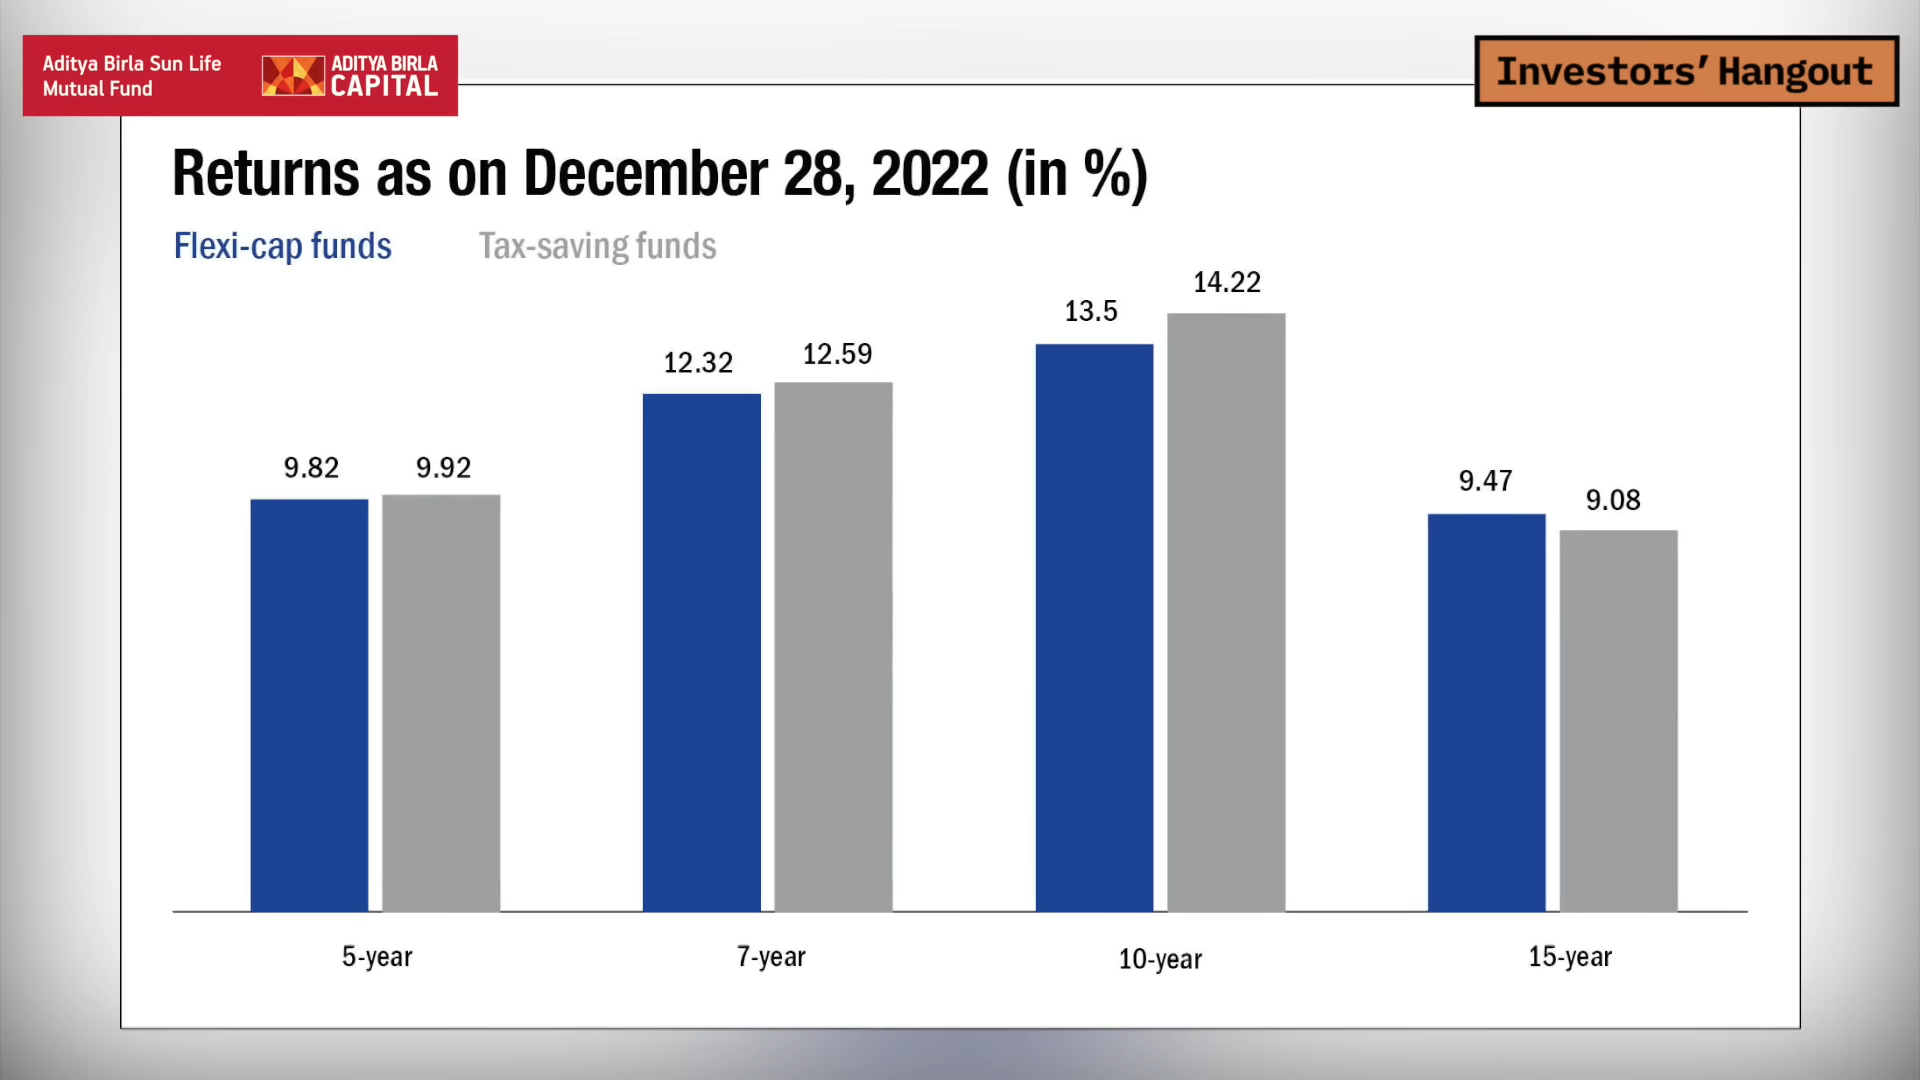 Aditya Birla Sun Life
Mutual Fund
ADITYA BIRLA
CAPITAL
Investors' Hangout
Returns as on December 28, 2022 (in %)
Flexi-cap funds
Tax-saving funds
9.82
9.92
12.32
12.59
13.5
14.22
9.47
9.08
5-year
7-year
10-year
15-year